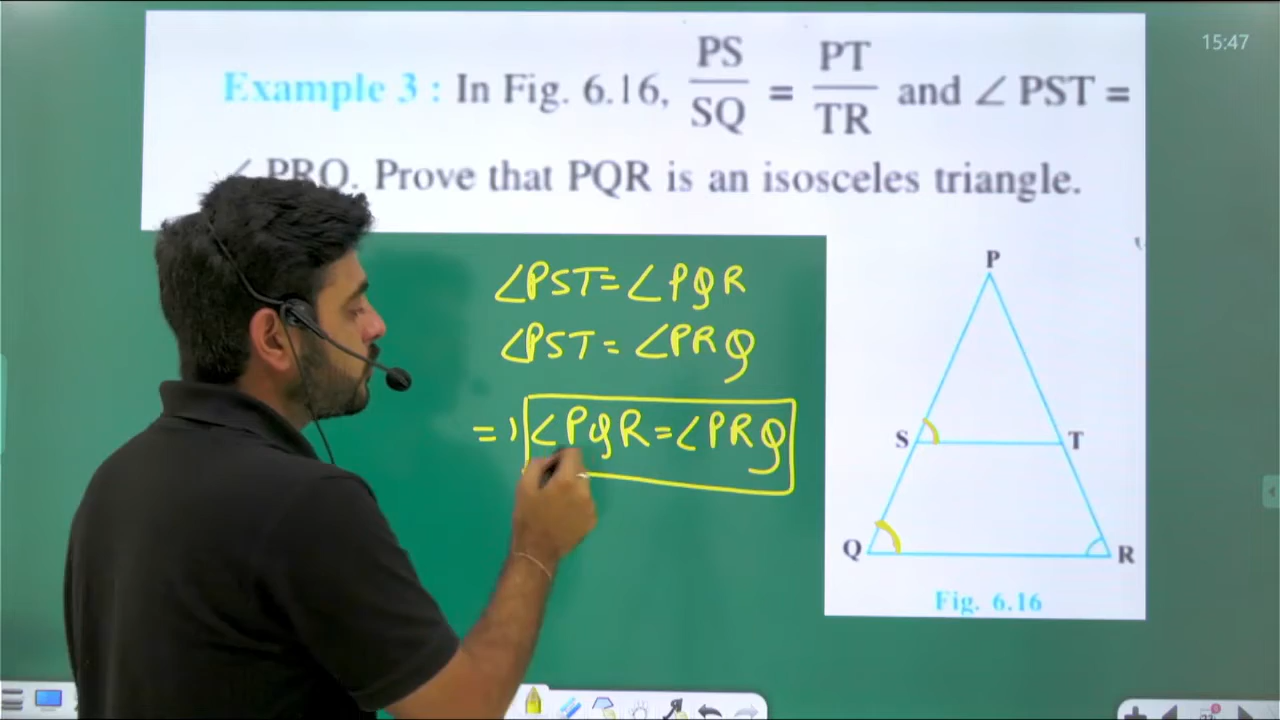 15:47
Example 3 : In Fig. 6.16, PS/SQ = PT/TR and ∠ PST =
∠ PRQ. Prove that PQR is an isosceles triangle.
∠PST=∠PQR
∠PST=∠PRQ
=) ∠PQR=∠PRQ
P
S T
Q R
Fig. 6.16